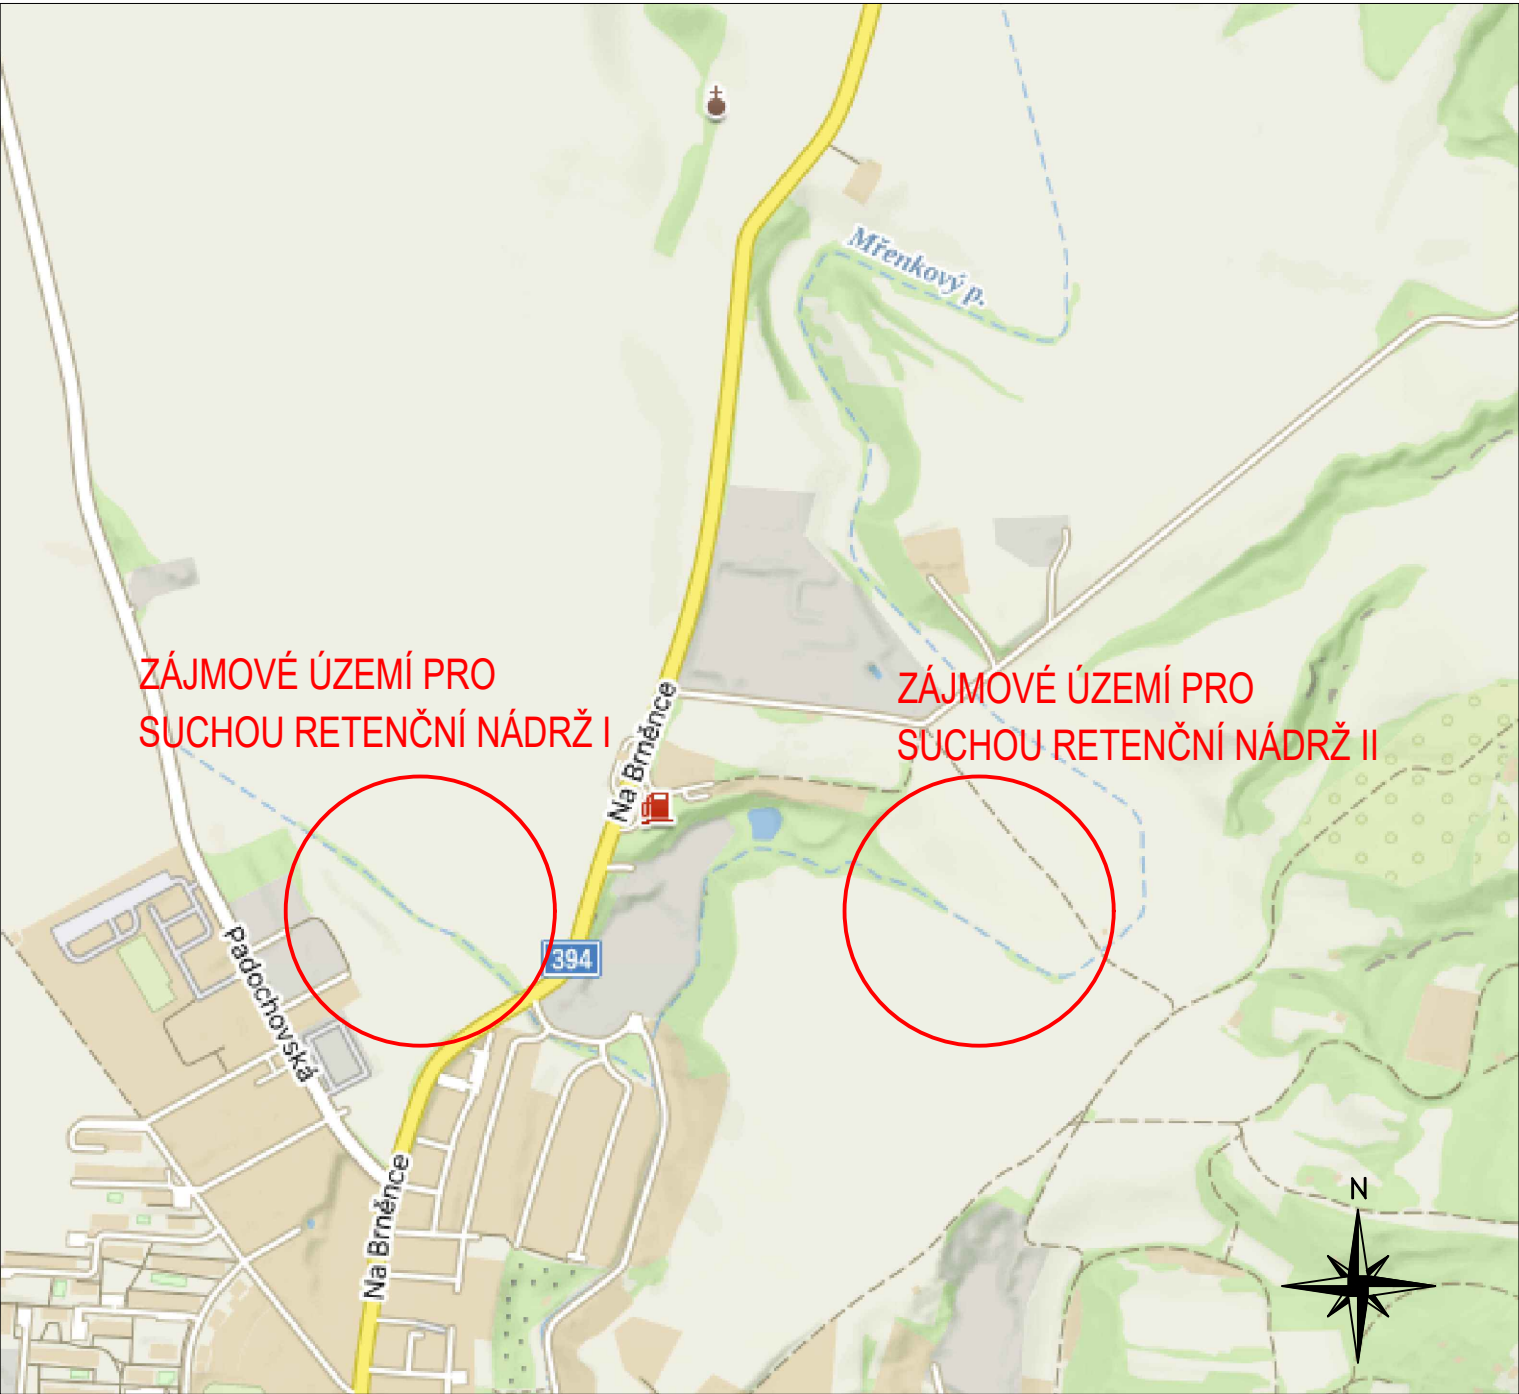 Mřenkový p.
ZÁJMOVÉ ÚZEMÍ PRO
SUCHOU RETENČNÍ NÁDRŽ I
ZÁJMOVÉ ÚZEMÍ PRO
SUCHOU RETENČNÍ NÁDRŽ II
Na Brněnce
394
Padochovská
Na Brněnce
N